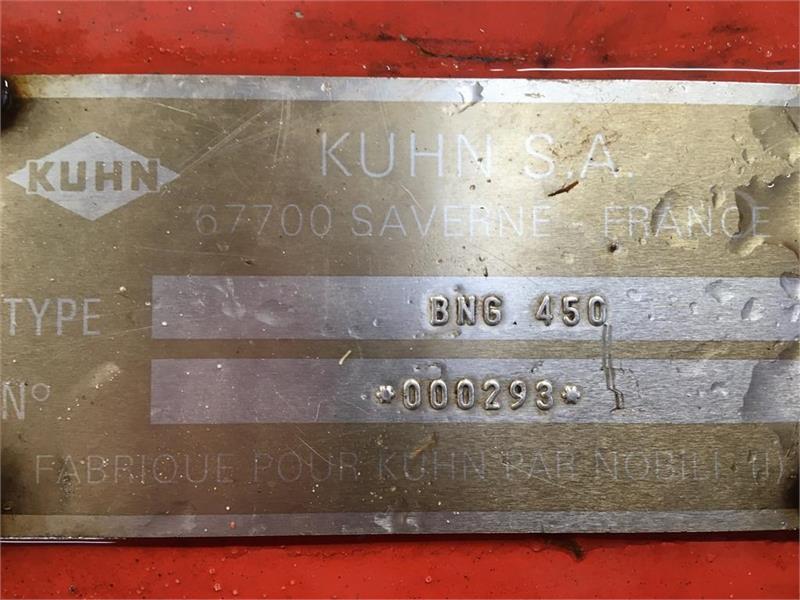 KUHN
KUHN S.A.
67700 SAVERNE - FRANCE
TYPE BNG 450
N° *000293*
FABRIQUE POUR KUHN PAR NOBILI (I)